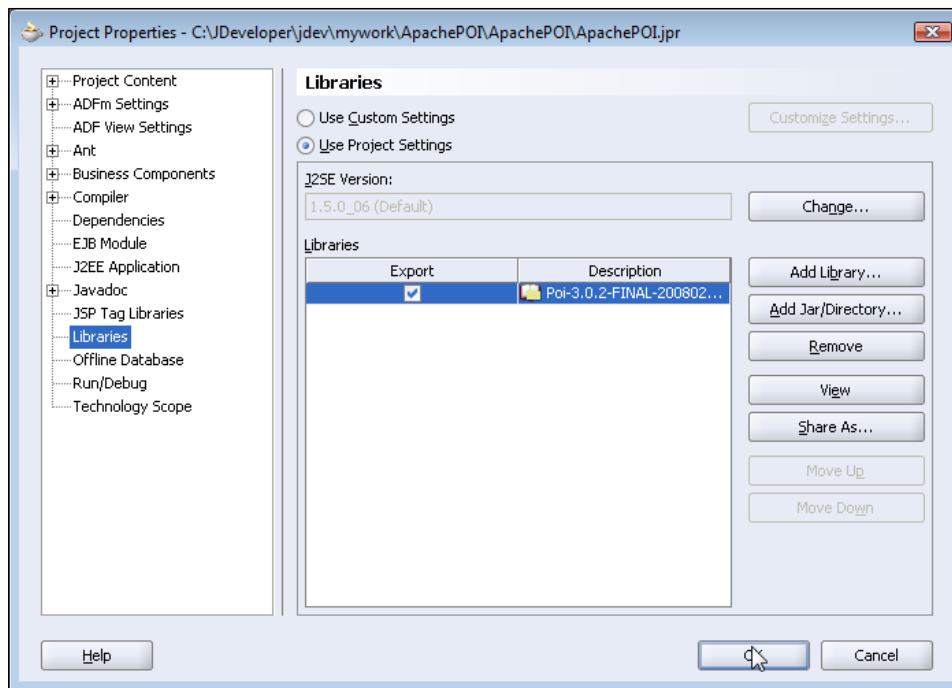 Project Properties - C:\JDeveloper\jdev\mywork\ApachePOI\ApachePOI\ApachePOI.jpr
Project Content
ADFm Settings
ADF View Settings
Ant
Business Components
Compiler
Dependencies
EJB Module
J2EE Application
Javadoc
JSP Tag Libraries
Libraries
Offline Database
Run/Debug
Technology Scope
Libraries
Use Custom Settings
Customize Settings...
Use Project Settings
J2SE Version:
1.5.0_06 (Default)
Change...
Libraries
Export Description
Poi-3.0.2-FINAL-200802...
Add Library...
Add Jar/Directory...
Remove
View
Share As...
Move Up
Move Down
Help
Cancel